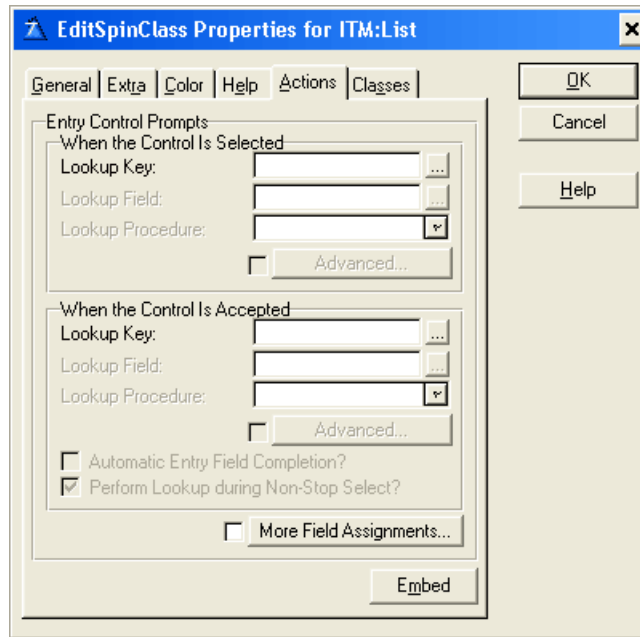 EditSpinClass Properties for ITM:List
General Extra Color Help Actions Classes
OK
Cancel
Help
Entry Control Prompts
When the Control Is Selected
Lookup Key: ...
Lookup Field: ...
Lookup Procedure:
Advanced...
When the Control Is Accepted
Lookup Key: ...
Lookup Field: ...
Lookup Procedure:
Advanced...
Automatic Entry Field Completion?
Perform Lookup during Non-Stop Select?
More Field Assignments...
Embed